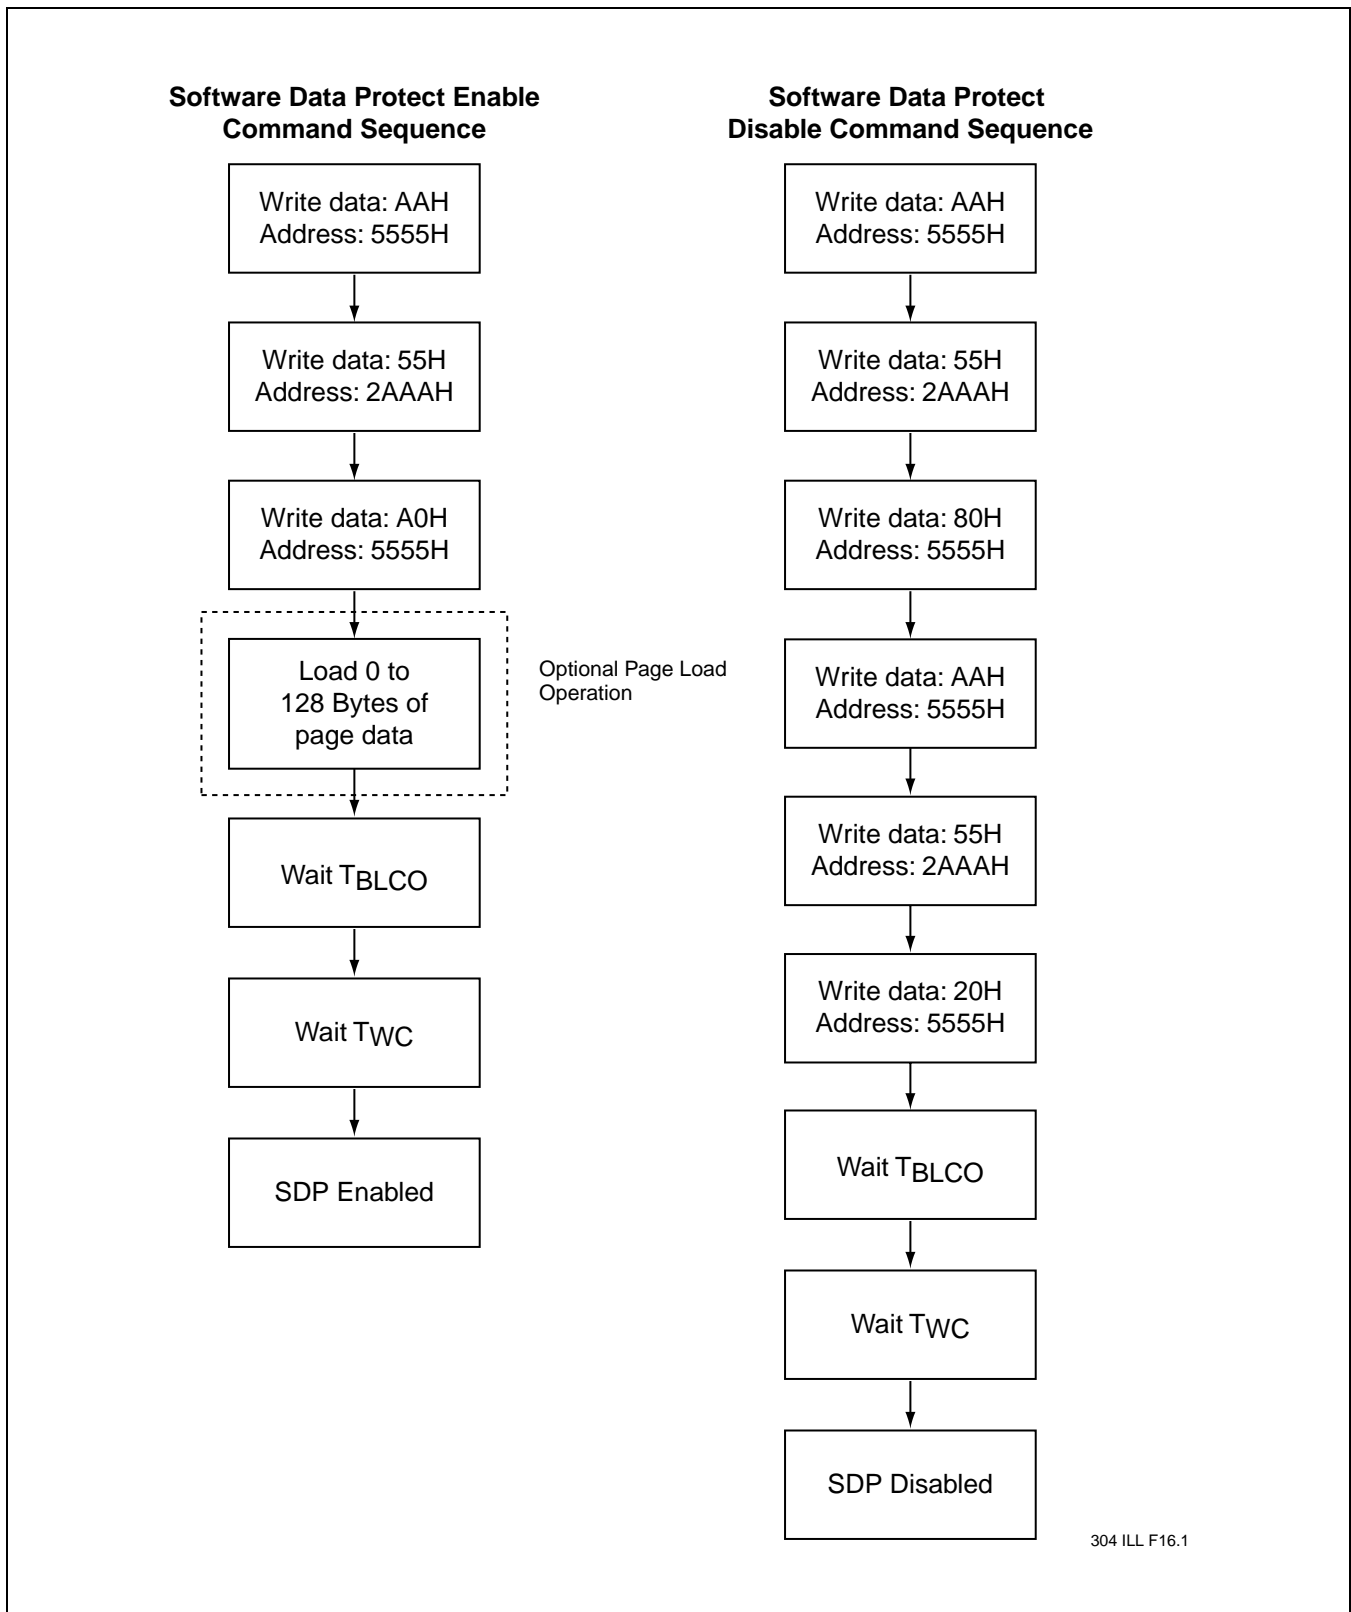 Software Data Protect Enable
Command Sequence
Write data: AAH
Address: 5555H
Write data: 55H
Address: 2AAAH
Write data: A0H
Address: 5555H
Load 0 to
128 Bytes of
page data
Optional Page Load
Operation
Wait TBLCO
Wait TWC
SDP Enabled
Software Data Protect
Disable Command Sequence
Write data: AAH
Address: 5555H
Write data: 55H
Address: 2AAAH
Write data: 80H
Address: 5555H
Write data: AAH
Address: 5555H
Write data: 55H
Address: 2AAAH
Write data: 20H
Address: 5555H
Wait TBLCO
Wait TWC
SDP Disabled
304 ILL F16.1